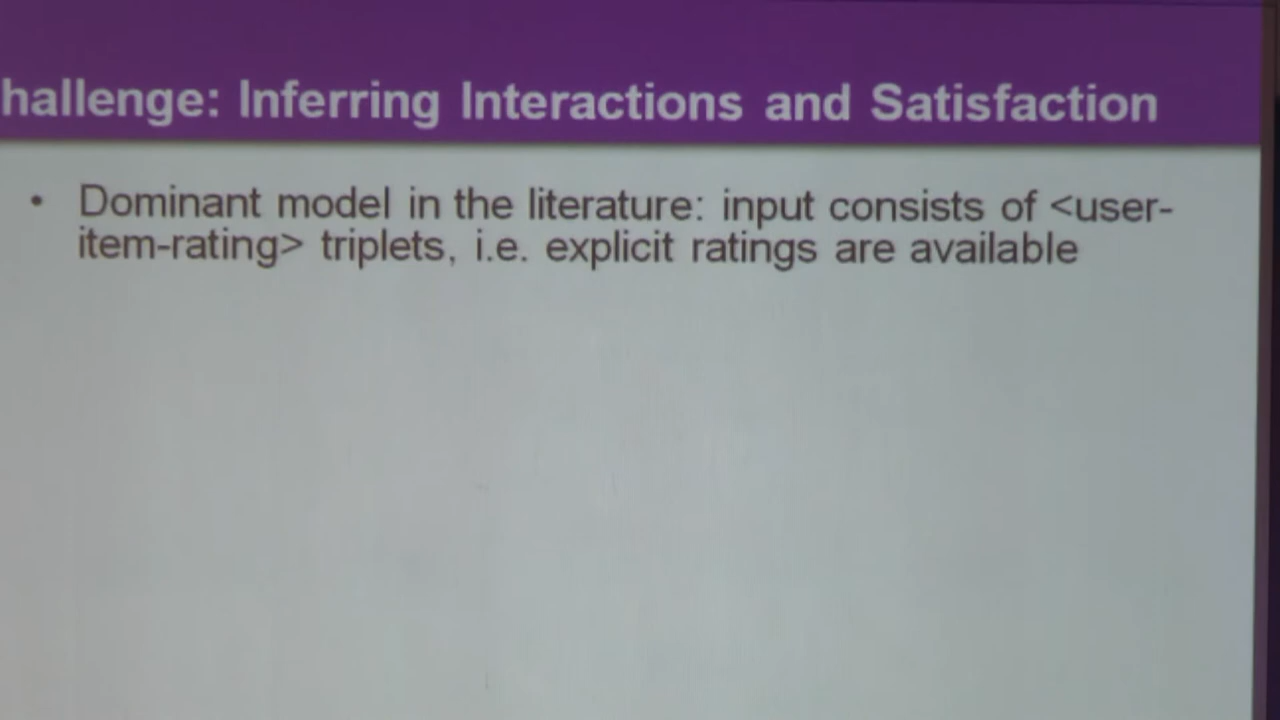 hallenge: Inferring Interactions and Satisfaction
• Dominant model in the literature: input consists of <user-
item-rating> triplets, i.e. explicit ratings are available